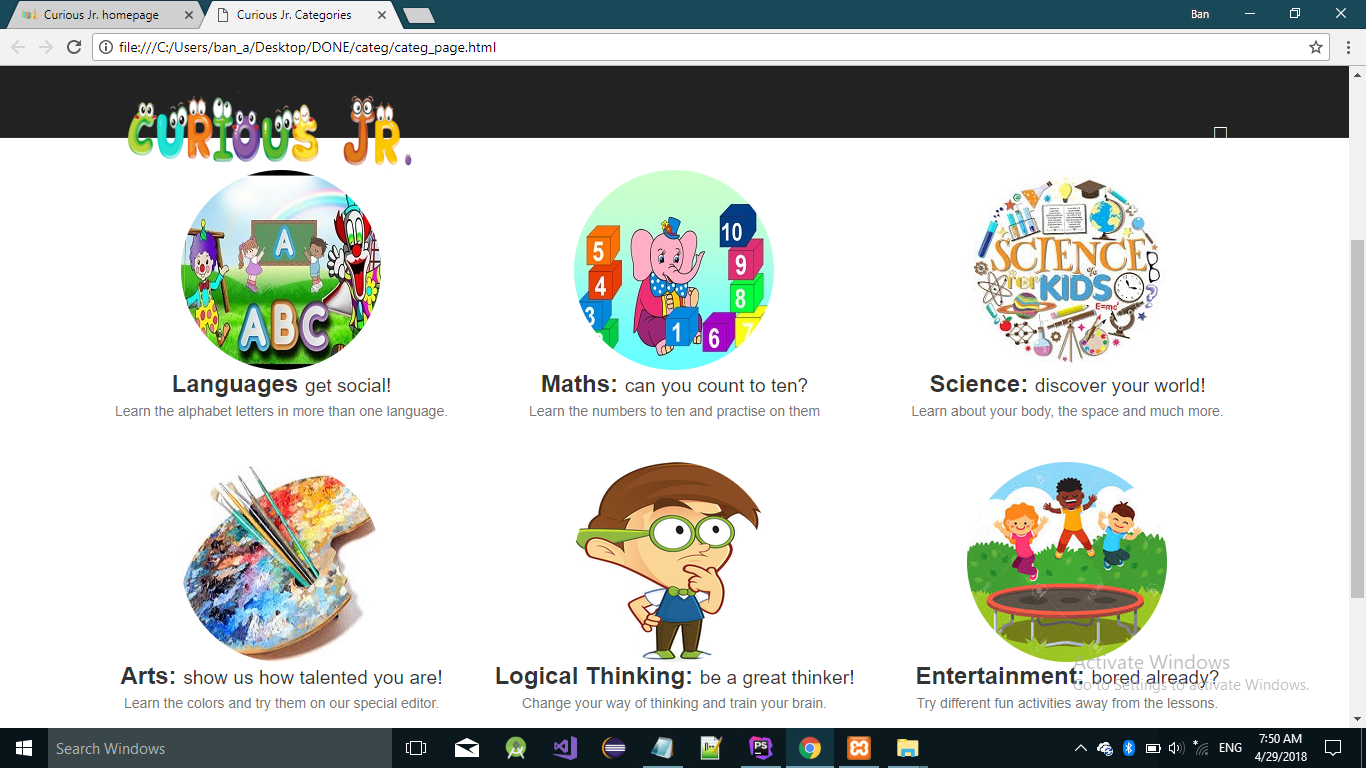 Curious Jr. homepage
Curious Jr. Categories
Ban
file:///C:/Users/ban_a/Desktop/DONE/categ/categ_page.html
CURIOUS JR.
A
ABC
5
4
3
10
9
8
1
6
7
SCIENCE
for
KIDS
E=mc
Languages get social!
Maths: can you count to ten?
Science: discover your world!
Learn the alphabet letters in more than one language.
Learn the numbers to ten and practise on them
Learn about your body, the space and much more.
Arts: show us how talented you are!
Logical Thinking: be a great thinker!
Entertainment: bored already?
Learn the colors and try them on our special editor.
Change your way of thinking and train your brain.
Try different fun activities away from the lessons.
Activate Windows
Go to Settings to activate Windows.
Search Windows
PS
ENG
7:50 AM
4/29/2018